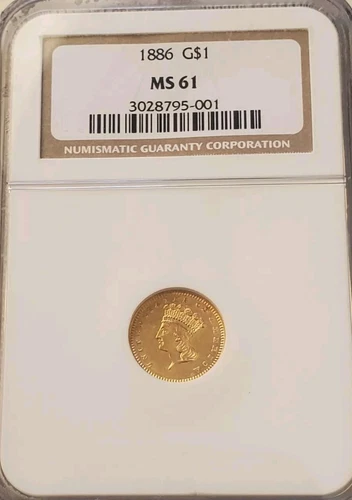 1886 G$1
MS 61
3028795-001
NUMISMATIC GUARANTY CORPORATION